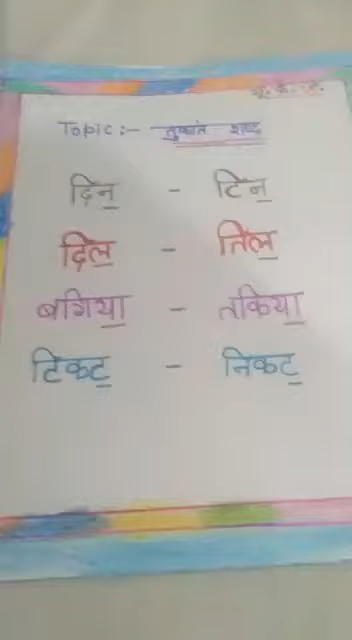 Topic:- तुकांत शब्द
दिन - टिन
दिल - तिल
बगिया - तकिया
टिकट - निकट